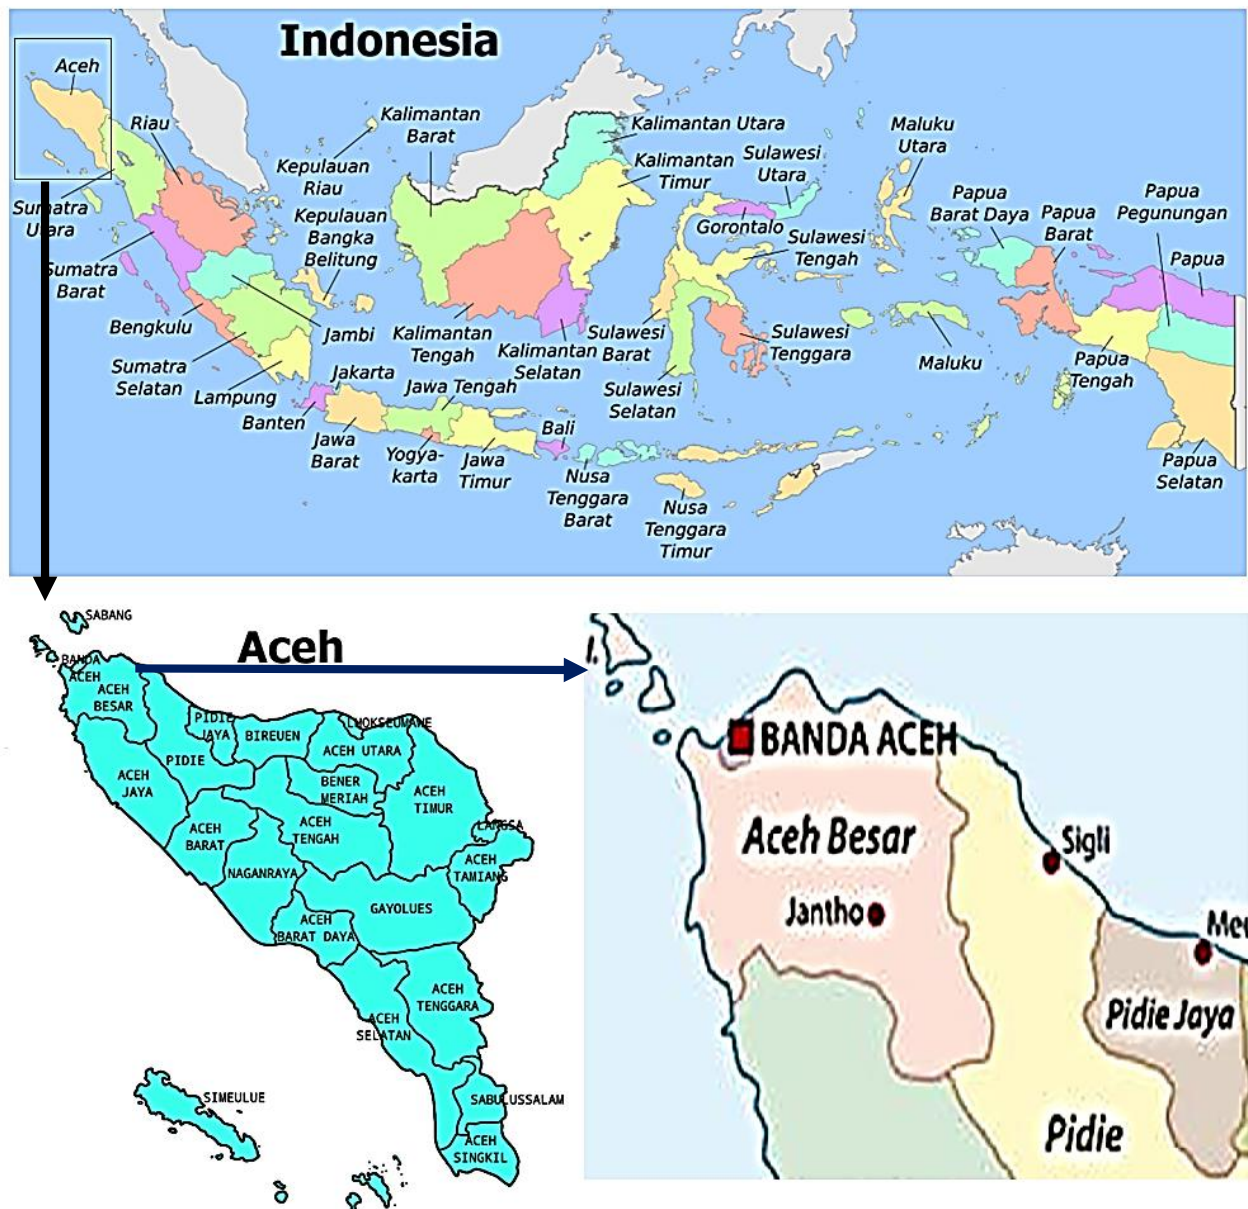 Indonesia
Aceh
Riau
Kalimantan
Barat
Kalimantan Utara
Maluku
Utara
Kepulauan
Riau
Kalimantan
Timur
Sulawesi
Utara
Papua
Barat Daya
Papua
Barat
Papua
Pegunungan
Sumatra
Utara
Kepulauan
Bangka
Belitung
Gorontalo
Sulawesi
Tengah
Papua
Sumatra
Barat
Bengkulu
Jambi
Kalimantan
Tengah
Kalimantan
Selatan
Sulawesi
Barat
Sulawesi
Tenggara
Maluku
Papua
Tengah
Sumatra
Selatan
Lampung
Jakarta
Jawa Tengah
Sulawesi
Selatan
Banten
Jawa
Barat
Yogya-
karta
Jawa
Timur
Bali
Nusa
Tenggara
Barat
Nusa
Tenggara
Timur
Papua
Selatan
Aceh
SABANG
BANDA
ACEH
ACEH
BESAR
PIDIE
JAYA
BIREUEN
LHOKSEUMAWE
ACEH UTARA
PIDIE
ACEH
JAYA
BENER
MERIAH
ACEH
TIMUR
ACEH
BARAT
ACEH
TENGAH
LANGSA
NAGANRAYA
ACEH
TAMIANG
GAYOLUES
ACEH
BARAT DAYA
ACEH
TENGGARA
ACEH
SELATAN
SIMEULUE
SABULUSSALAM
ACEH
SINGKIL
I.
BANDA ACEH
Aceh Besar
Sigli
Jantho
Meu
Pidie Jaya
Pidie